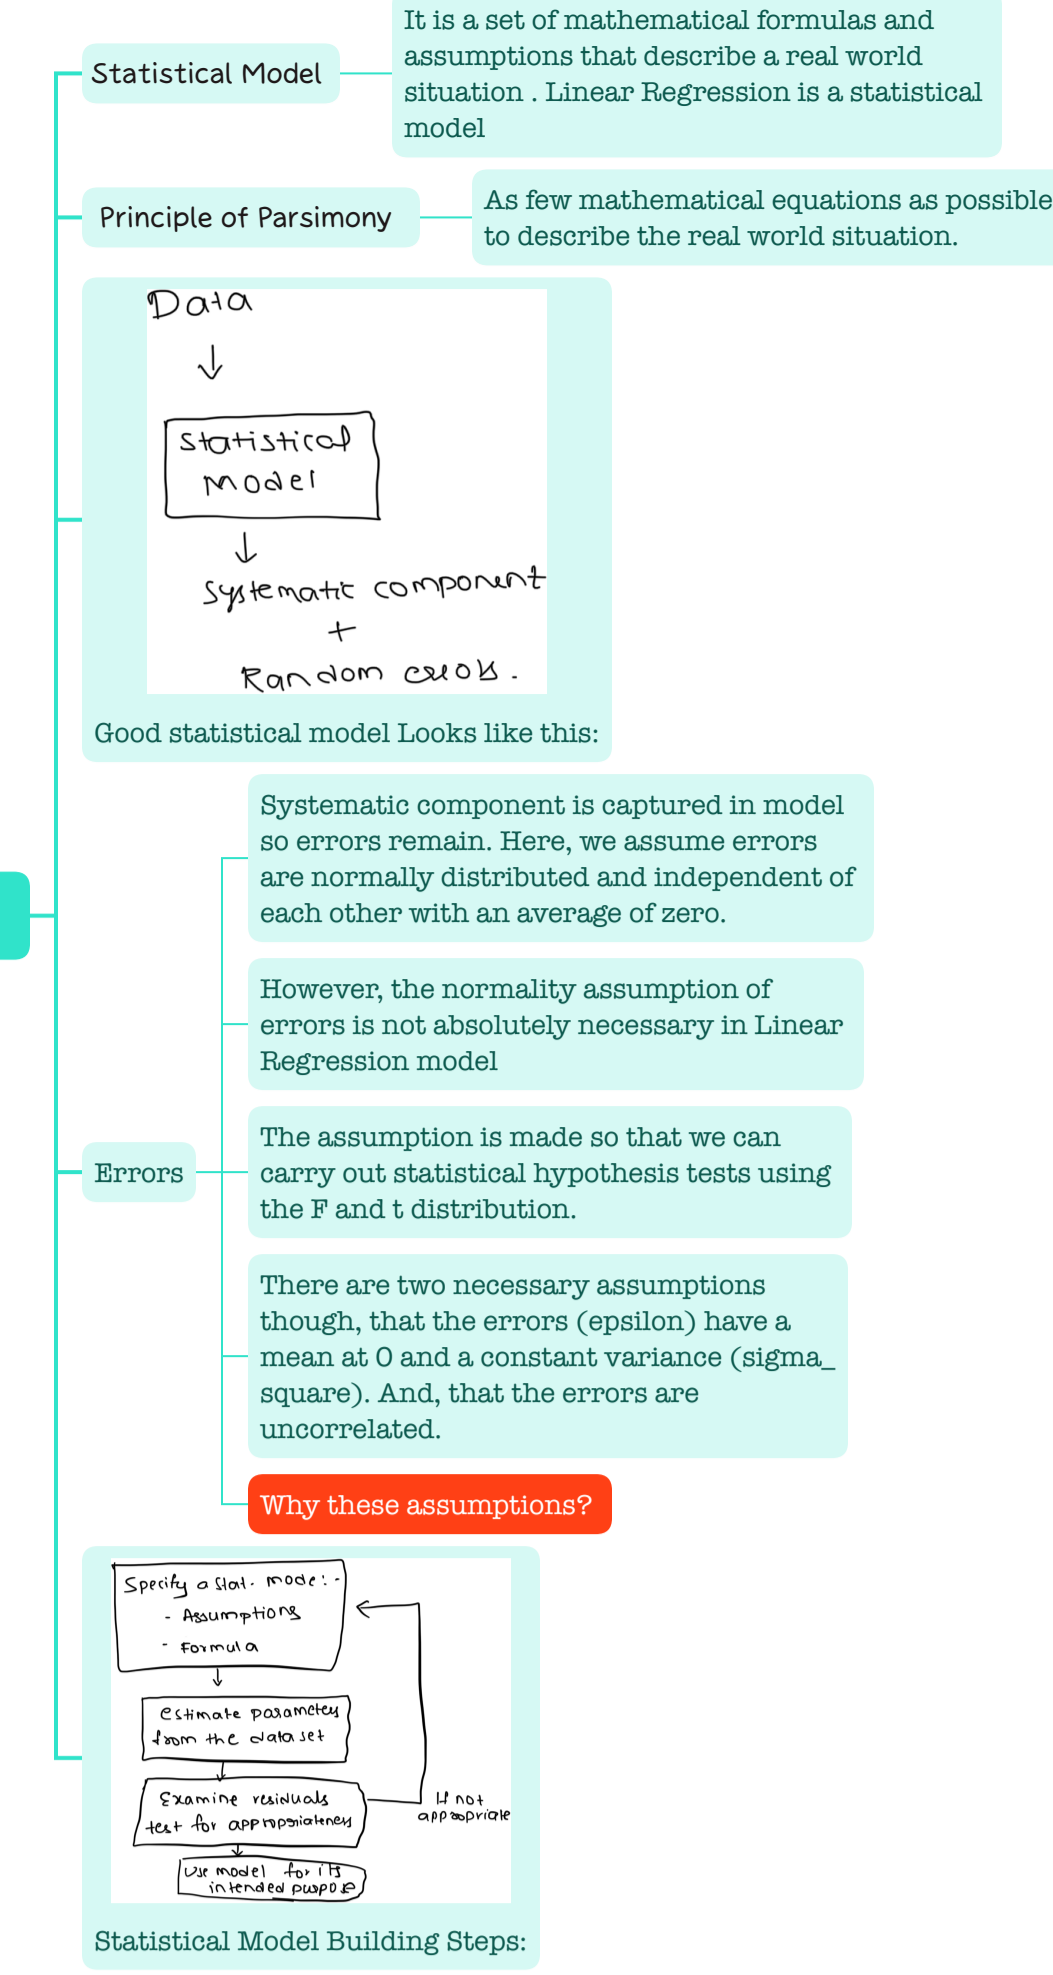 It is a set of mathematical formulas and
assumptions that describe a real world
situation . Linear Regression is a statistical
model
Statistical Model
Principle of Parsimony
As few mathematical equations as possible
to describe the real world situation.
Data
Statistical
Model
Systematic component
+
Random errors.
Good statistical model Looks like this:
Systematic component is captured in model
so errors remain. Here, we assume errors
are normally distributed and independent of
each other with an average of zero.
However, the normality assumption of
errors is not absolutely necessary in Linear
Regression model
The assumption is made so that we can
carry out statistical hypothesis tests using
the F and t distribution.
Errors
There are two necessary assumptions
though, that the errors (epsilon) have a
mean at 0 and a constant variance (sigma_
square). And, that the errors are
uncorrelated.
Why these assumptions?
Specify a stat. model:-
- Assumptions
- Formula
Estimate parameters
from the data set
Examine residuals
test for appropriateness
If not
appropriate
Use model for its
intended purpose
Statistical Model Building Steps: